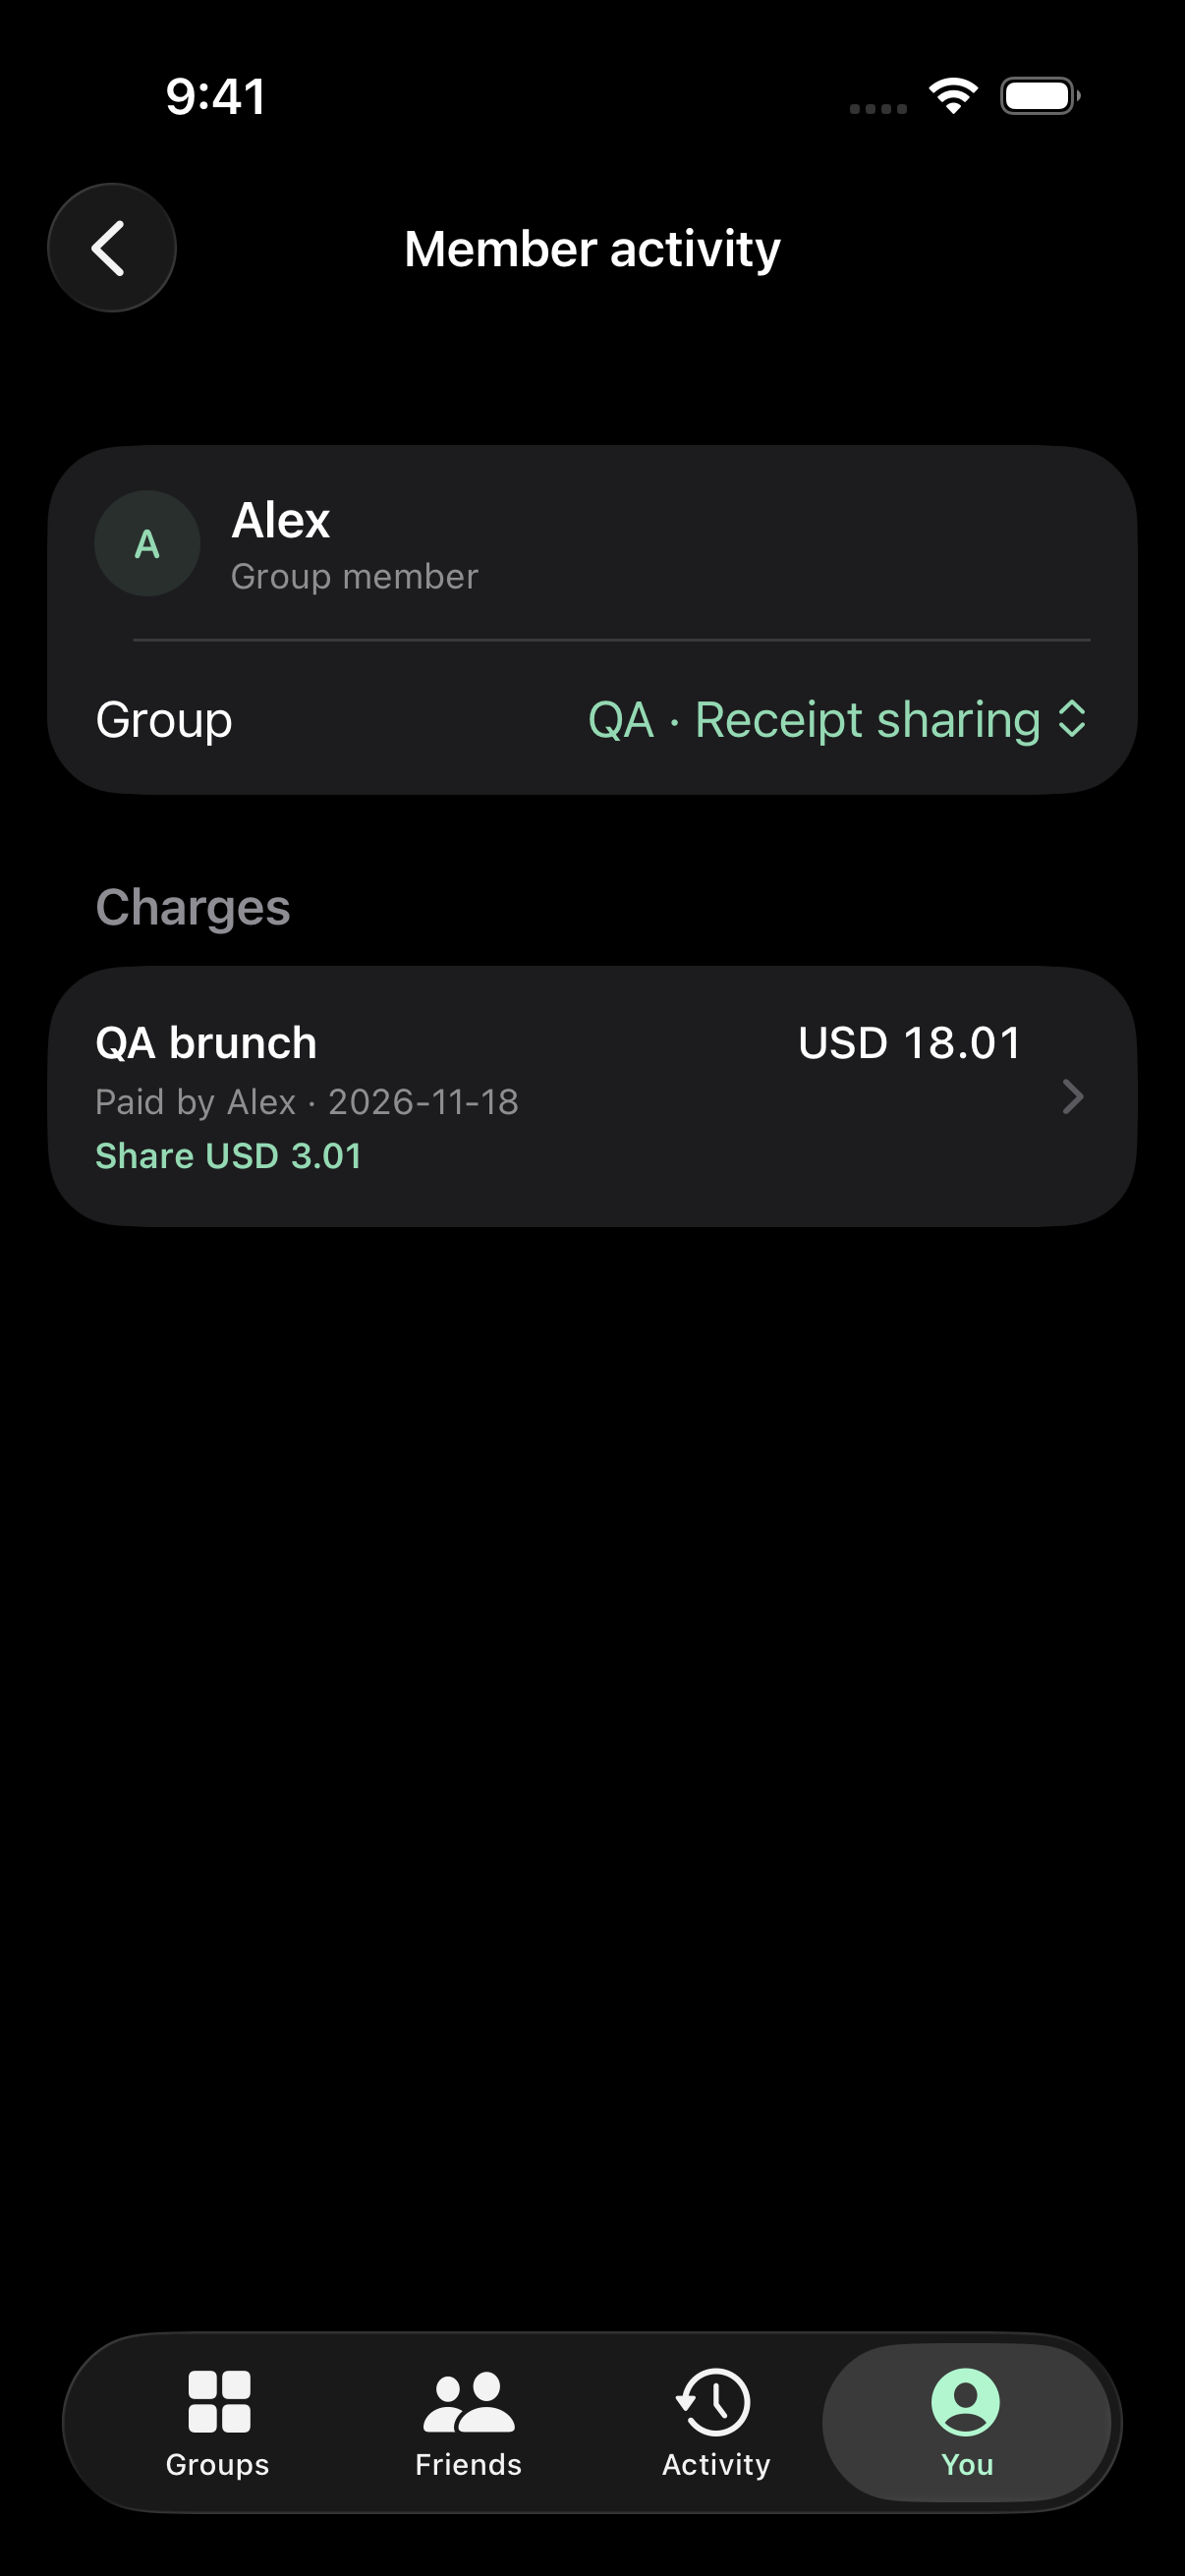 9:41
Member activity
A
Alex
Group member
Group
QA · Receipt sharing
Charges
QA brunch
USD 18.01
Paid by Alex · 2026-11-18
Share USD 3.01
Groups
Friends
Activity
You